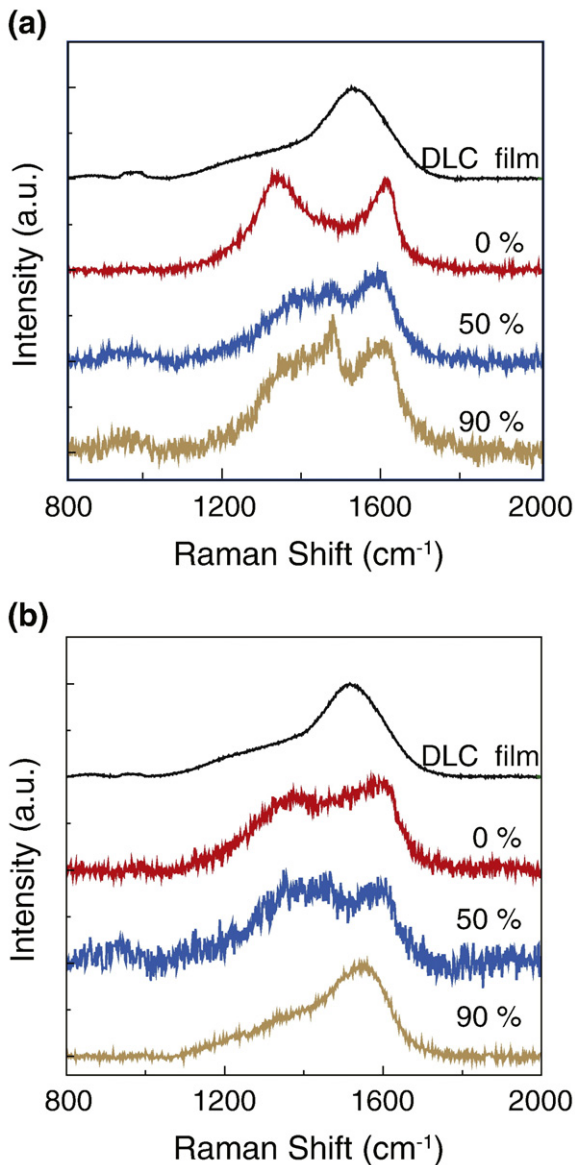 (a)
Intensity (a.u.)
DLC film
0 %
50 %
90 %
800 1200 1600 2000
Raman Shift (cm-1)
(b)
Intensity (a.u.)
DLC film
0 %
50 %
90 %
800 1200 1600 2000
Raman Shift (cm-1)